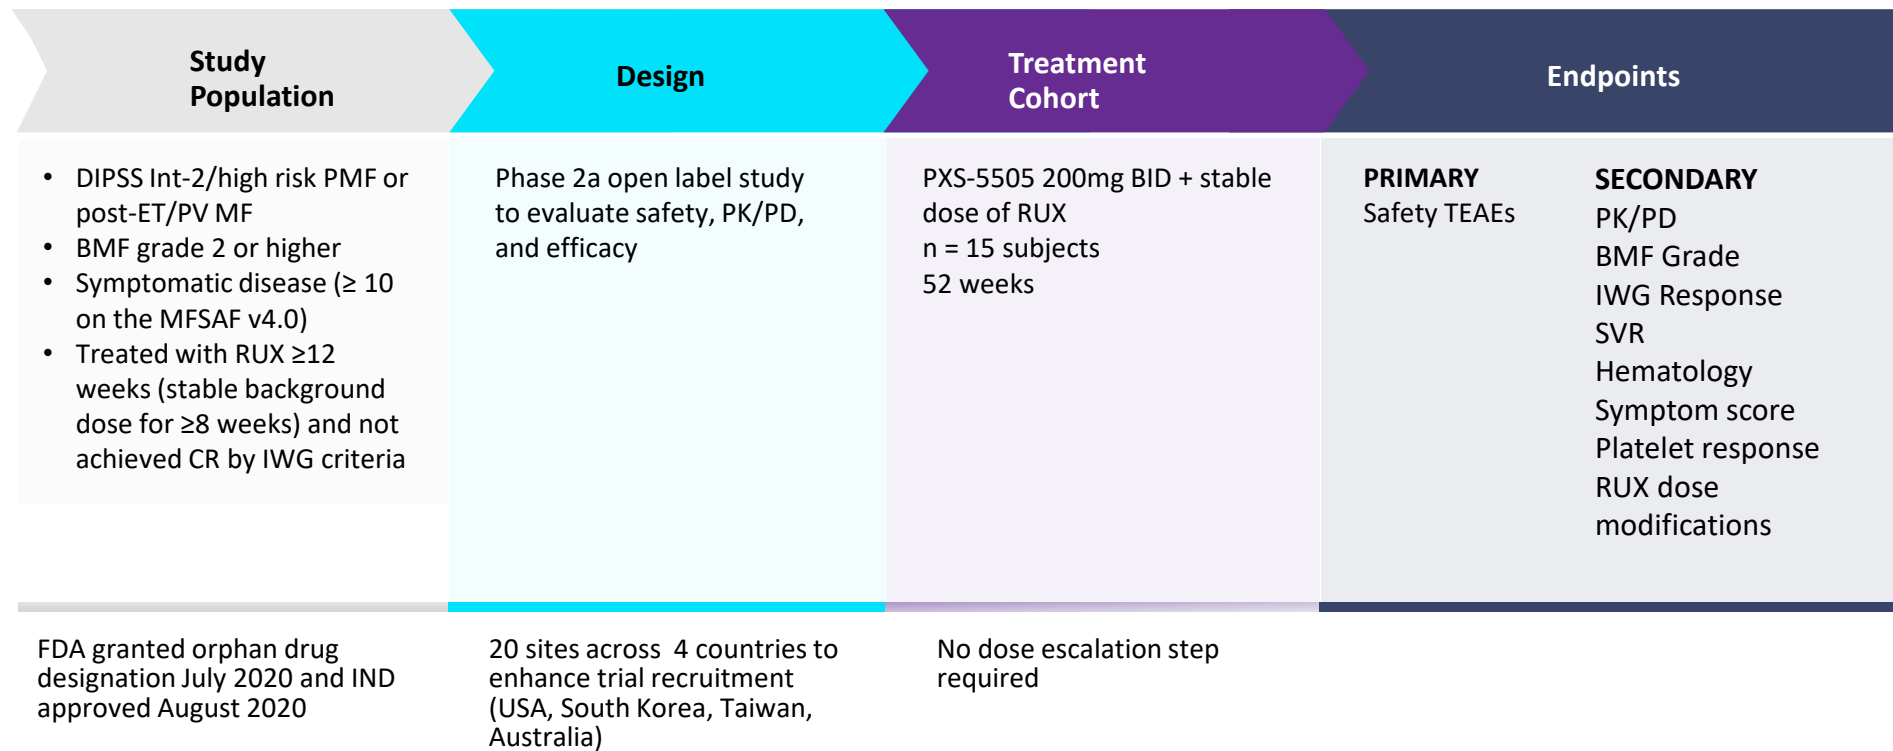 Study
Population
Design
Treatment
Cohort
Endpoints
• DIPSS Int-2/high risk PMF or
post-ET/PV MF
• BMF grade 2 or higher
• Symptomatic disease (≥ 10
on the MFSAF v4.0)
• Treated with RUX ≥12
weeks (stable background
dose for ≥8 weeks) and not
achieved CR by IWG criteria
Phase 2a open label study
to evaluate safety, PK/PD,
and efficacy
PXS-5505 200mg BID + stable
dose of RUX
n = 15 subjects
52 weeks
PRIMARY
Safety TEAEs
SECONDARY
PK/PD
BMF Grade
IWG Response
SVR
Hematology
Symptom score
Platelet response
RUX dose
modifications
FDA granted orphan drug
designation July 2020 and IND
approved August 2020
20 sites across 4 countries to
enhance trial recruitment
(USA, South Korea, Taiwan,
Australia)
No dose escalation step
required